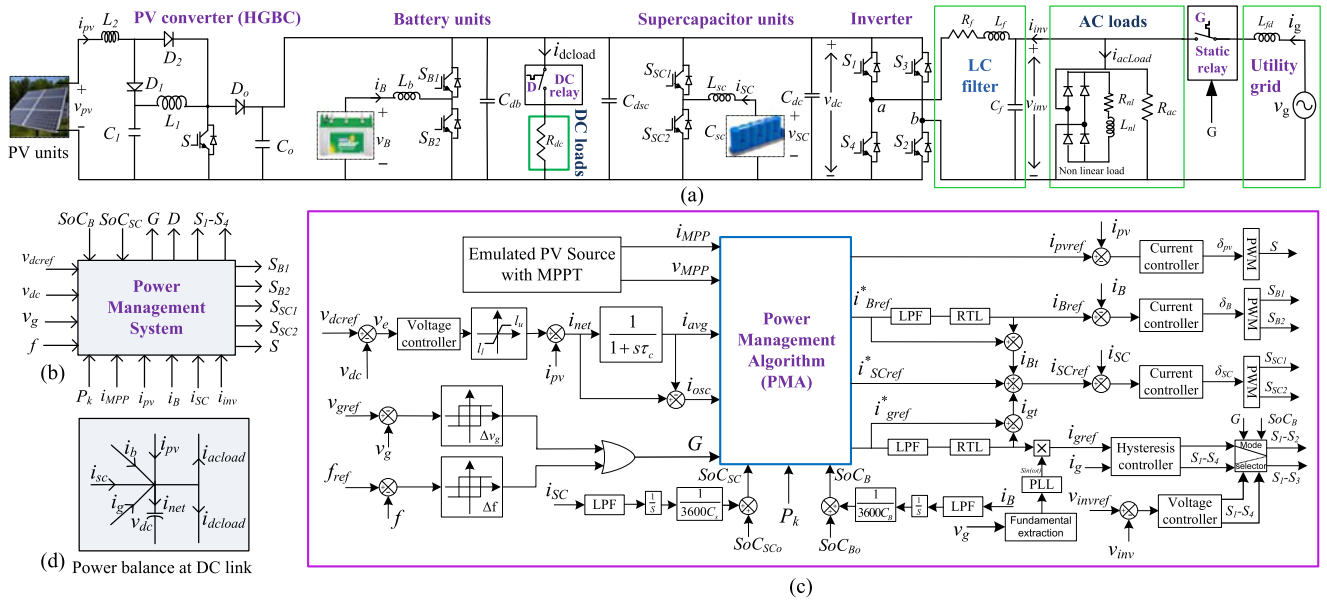 PV converter (HGBC)
Battery units
Supercapacitor units
Inverter
i_pv
L_2
D_2
D_1
L_1
D_o
v_pv
C_1
S
C_o
PV units
i_B
L_b
S_B1
S_B2
v_B
C_db
i_dcload
D
DC relay
R_dc
DC loads
C_dsc
S_SC1
S_SC2
L_sc
i_SC
C_sc
v_SC
C_dc
v_dc
S_1
S_3
S_4
S_2
a
b
R_f
L_f
LC filter
C_f
i_inv
v_inv
AC loads
i_acLoad
R_nl
L_nl
R_ac
Non linear load
G
Static relay
G
L_fd
i_g
Utility grid
v_g
(a)
SoC_B
SoC_SC
G
D
S_1-S_4
v_dcref
v_dc
v_g
f
Power Management System
S_B1
S_B2
S_SC1
S_SC2
S
P_k
i_MPP
i_pv
i_B
i_SC
i_inv
(b)
i_b
i_pv
i_acload
i_sc
i_g
i_net
v_dc
i_dcload
(d)
Power balance at DC link
Emulated PV Source with MPPT
i_MPP
v_MPP
v_dcref
v_e
v_dc
Voltage controller
l_u
l_l
i_pv
i_net
1
1+sτ_c
i_avg
i_osc
v_gref
v_g
Δv_g
f_ref
f
Δf
G
Power Management Algorithm (PMA)
i_SC
LPF
1/s
1
3600C_s
SoC_SC
SoC_SCo
P_k
SoC_B
SoC_Bo
1
3600C_B
1/s
LPF
i_B
i_pvref
i_pv
Current controller
δ_pv
PWM
S
i*_Bref
LPF
RTL
i_Bref
i_B
Current controller
δ_B
PWM
S_B1
S_B2
i_Bt
i*_SCref
i_SCref
i_SC
Current controller
δ_SC
PWM
S_SC1
S_SC2
i_gt
i*_gref
LPF
RTL
i_gref
i_g
Sin(ωt)
PLL
Fundamental extraction
v_g
Hysteresis controller
S_1-S_4
G
SoC_B
Mode selector
S_1-S_2
S_1-S_3
v_invref
v_inv
Voltage controller
S_1-S_4
(c)